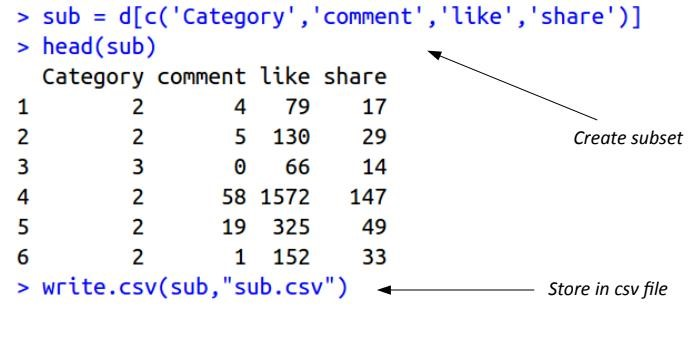 > sub = d[c('Category','comment','like','share')]
> head(sub)
  Category comment like share
1        2       4   79    17
2        2       5  130    29
3        3       0   66    14
4        2      58 1572   147
5        2      19  325    49
6        2       1  152    33
> write.csv(sub,"sub.csv")
Create subset
Store in csv file